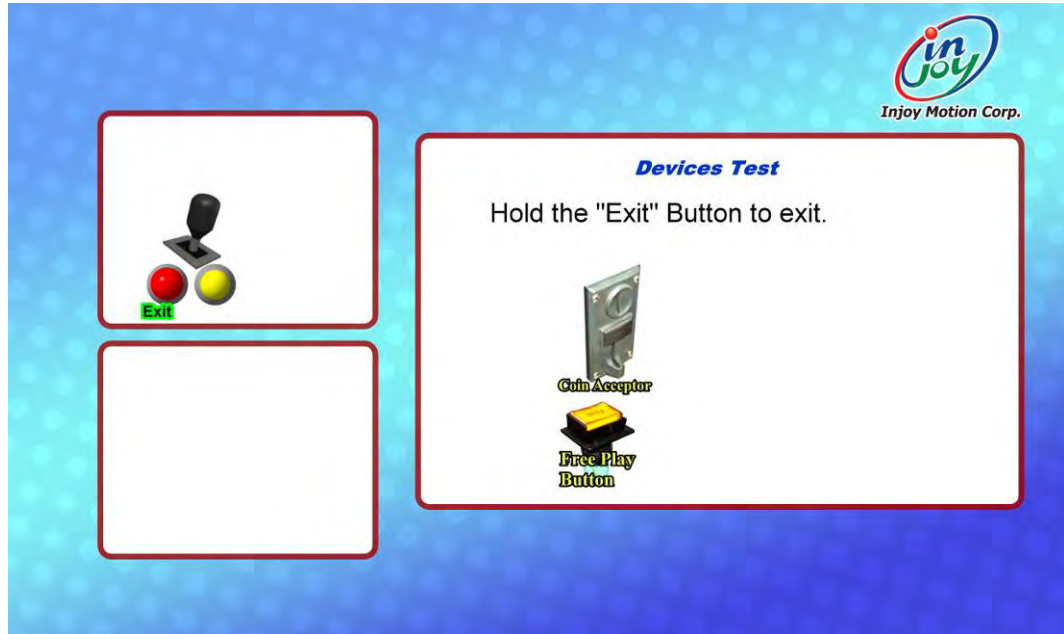 in
joy
Injoy Motion Corp.
Devices Test
Hold the "Exit" Button to exit.
Exit
Coin Acceptor
Free Play
Button